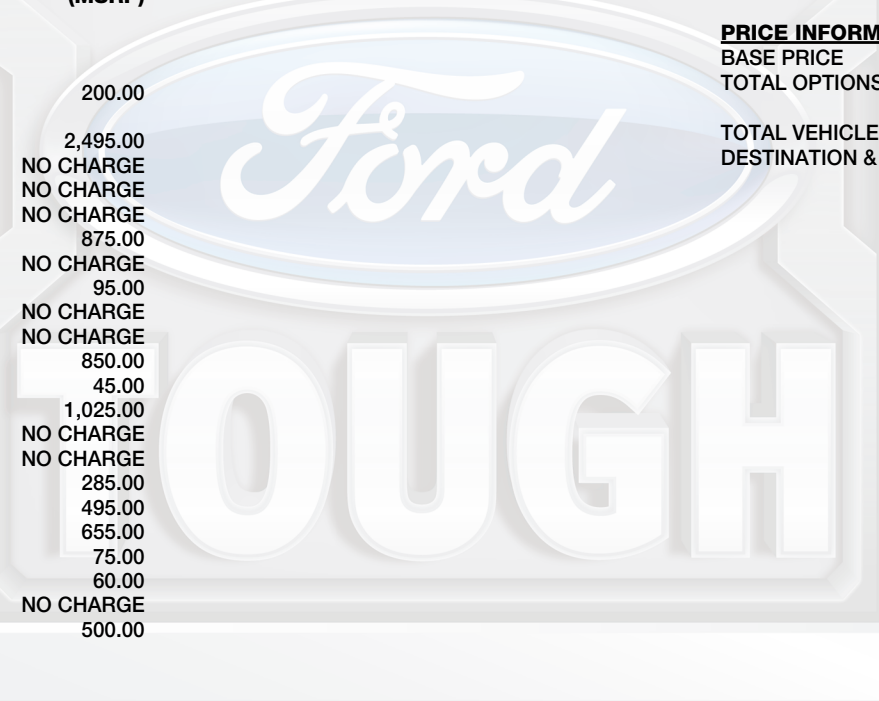 (MSRP)
200.00
2,495.00
NO CHARGE
NO CHARGE
NO CHARGE
875.00
NO CHARGE
95.00
NO CHARGE
NO CHARGE
850.00
45.00
1,025.00
NO CHARGE
NO CHARGE
285.00
495.00
655.00
75.00
60.00
NO CHARGE
500.00
PRICE INFORM
BASE PRICE
TOTAL OPTIONS
TOTAL VEHICLE
DESTINATION &
Ford
TOUGH